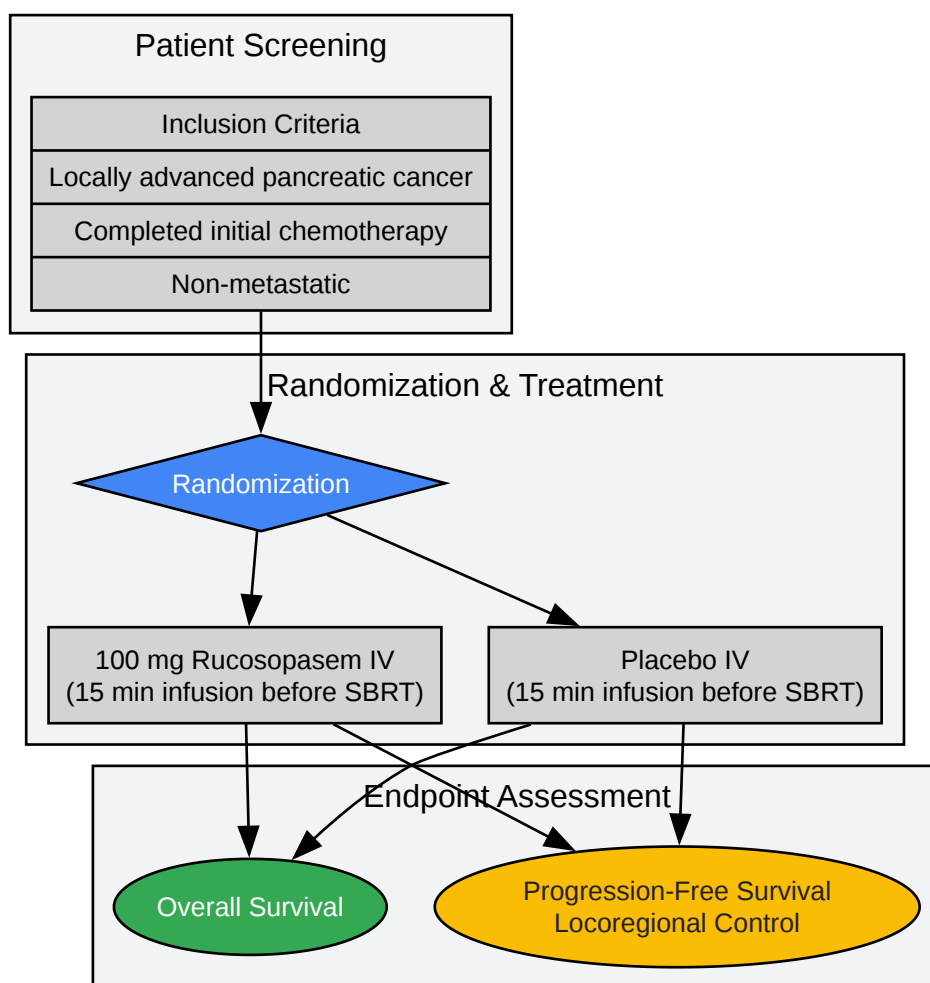 Patient Screening
Inclusion Criteria
Locally advanced pancreatic cancer
Completed initial chemotherapy
Non-metastatic
Randomization & Treatment
Randomization
100 mg Rucosopasem IV
(15 min infusion before SBRT)
Placebo IV
(15 min infusion before SBRT)
Endpoint Assessment
Overall Survival
Progression-Free Survival
Locoregional Control